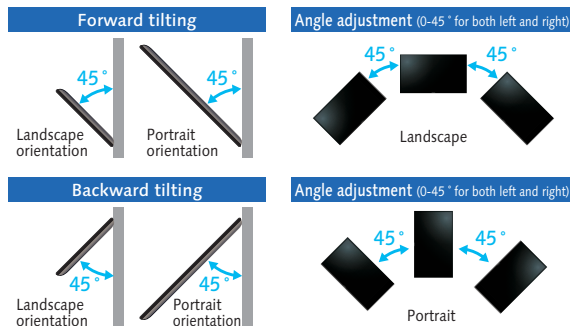 Forward tilting
45°
45°
Landscape
orientation
Portrait
orientation
Angle adjustment (0-45 ° for both left and right)
45°
45°
Landscape
Backward tilting
45°
45°
Landscape
orientation
Portrait
orientation
Angle adjustment (0-45 ° for both left and right)
45°
45°
Portrait